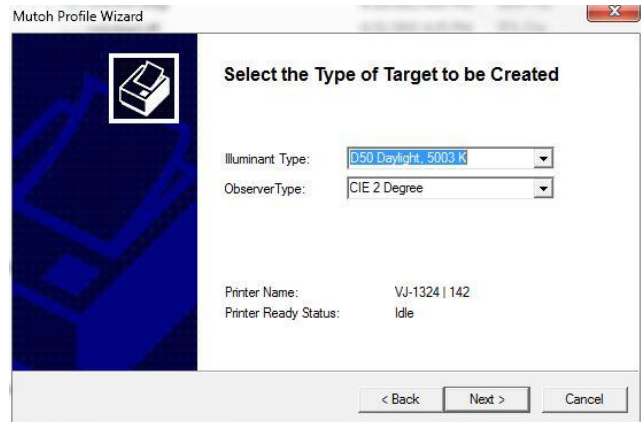 Mutoh Profile Wizard
Select the Type of Target to be Created
Illuminant Type: D50 Daylight, 5003 K
ObserverType: CIE 2 Degree
Printer Name: VJ-1324 | 142
Printer Ready Status: Idle
< Back Next > Cancel